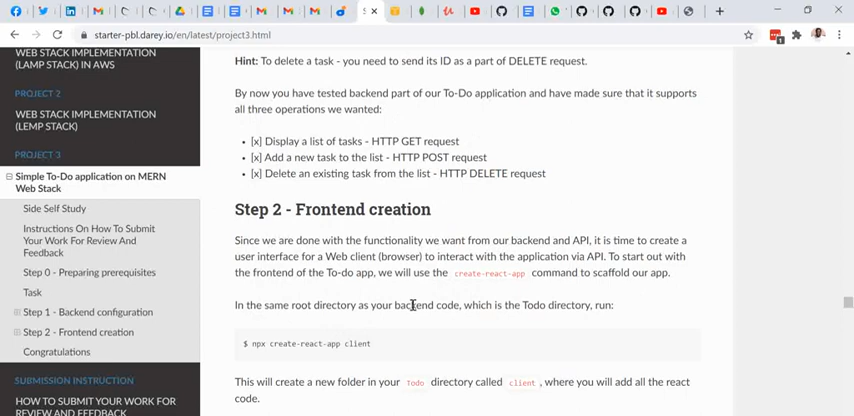 starter-pbl.darey.io/en/latest/project3.html
WEB STACK IMPLEMENTATION
(LAMP STACK) IN AWS
PROJECT 2
WEB STACK IMPLEMENTATION
(LEMP STACK)
PROJECT 3
Simple To-Do application on MERN
Web Stack
Side Self Study
Instructions On How To Submit
Your Work For Review And
Feedback
Step 0 - Preparing prerequisites
Task
Step 1 - Backend configuration
Step 2 - Frontend creation
Congratulations
SUBMISSION INSTRUCTION
HOW TO SUBMIT YOUR WORK FOR
REVIEW AND FEEDBACK
Hint: To delete a task - you need to send its ID as a part of DELETE request.
By now you have tested backend part of our To-Do application and have made sure that it supports
all three operations we wanted:
• [x] Display a list of tasks - HTTP GET request
• [x] Add a new task to the list - HTTP POST request
• [x] Delete an existing task from the list - HTTP DELETE request
Step 2 - Frontend creation
Since we are done with the functionality we want from our backend and API, it is time to create a
user interface for a Web client (browser) to interact with the application via API. To start out with
the frontend of the To-do app, we will use the create-react-app command to scaffold our app.
In the same root directory as your backend code, which is the Todo directory, run:
$ npx create-react-app client
This will create a new folder in your Todo directory called client, where you will add all the react
code.